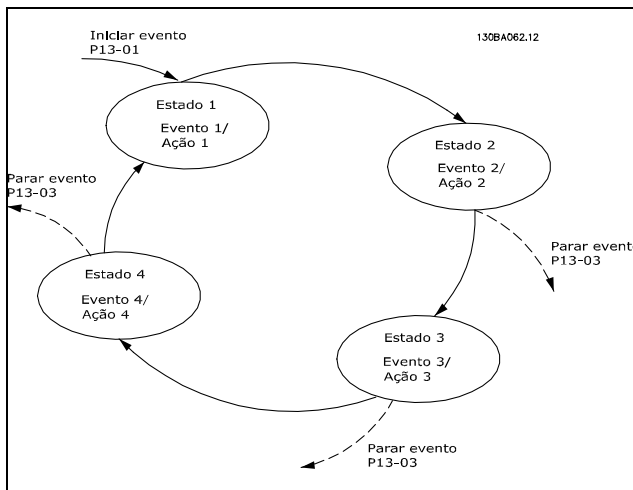 Iniciar evento
P13-01
130BA062.12
Estado 1
Evento 1/
Ação 1
Estado 2
Evento 2/
Ação 2
Parar evento
P13-03
Parar evento
P13-03
Estado 4
Evento 4/
Ação 4
Estado 3
Evento 3/
Ação 3
Parar evento
P13-03